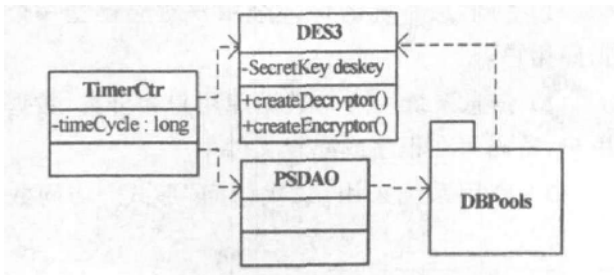 DES3
-SecretKey deskey
+createDecryptor()
+createEncryptor()
TimerCtr
-timeCycle : long
PSDAO
DBPools